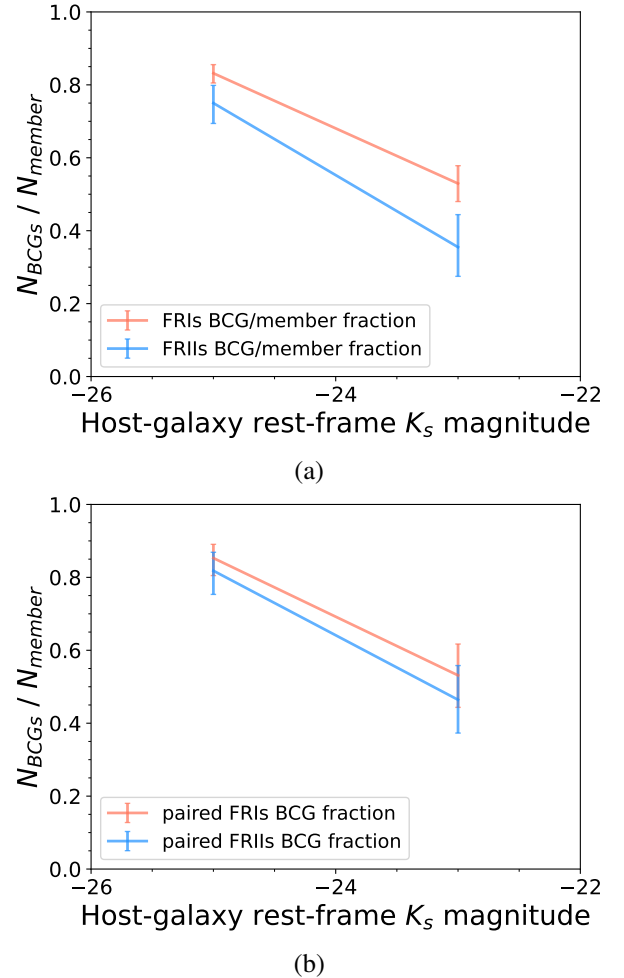 1.0
0.8
0.6
0.4
0.2
0.0
N_BCGs / N_member
FRIs BCG/member fraction
FRIIs BCG/member fraction
−26 −24 −22
Host-galaxy rest-frame K_s magnitude
(a)
1.0
0.8
0.6
0.4
0.2
0.0
N_BCGs / N_member
paired FRIs BCG fraction
paired FRIIs BCG fraction
−26 −24 −22
Host-galaxy rest-frame K_s magnitude
(b)